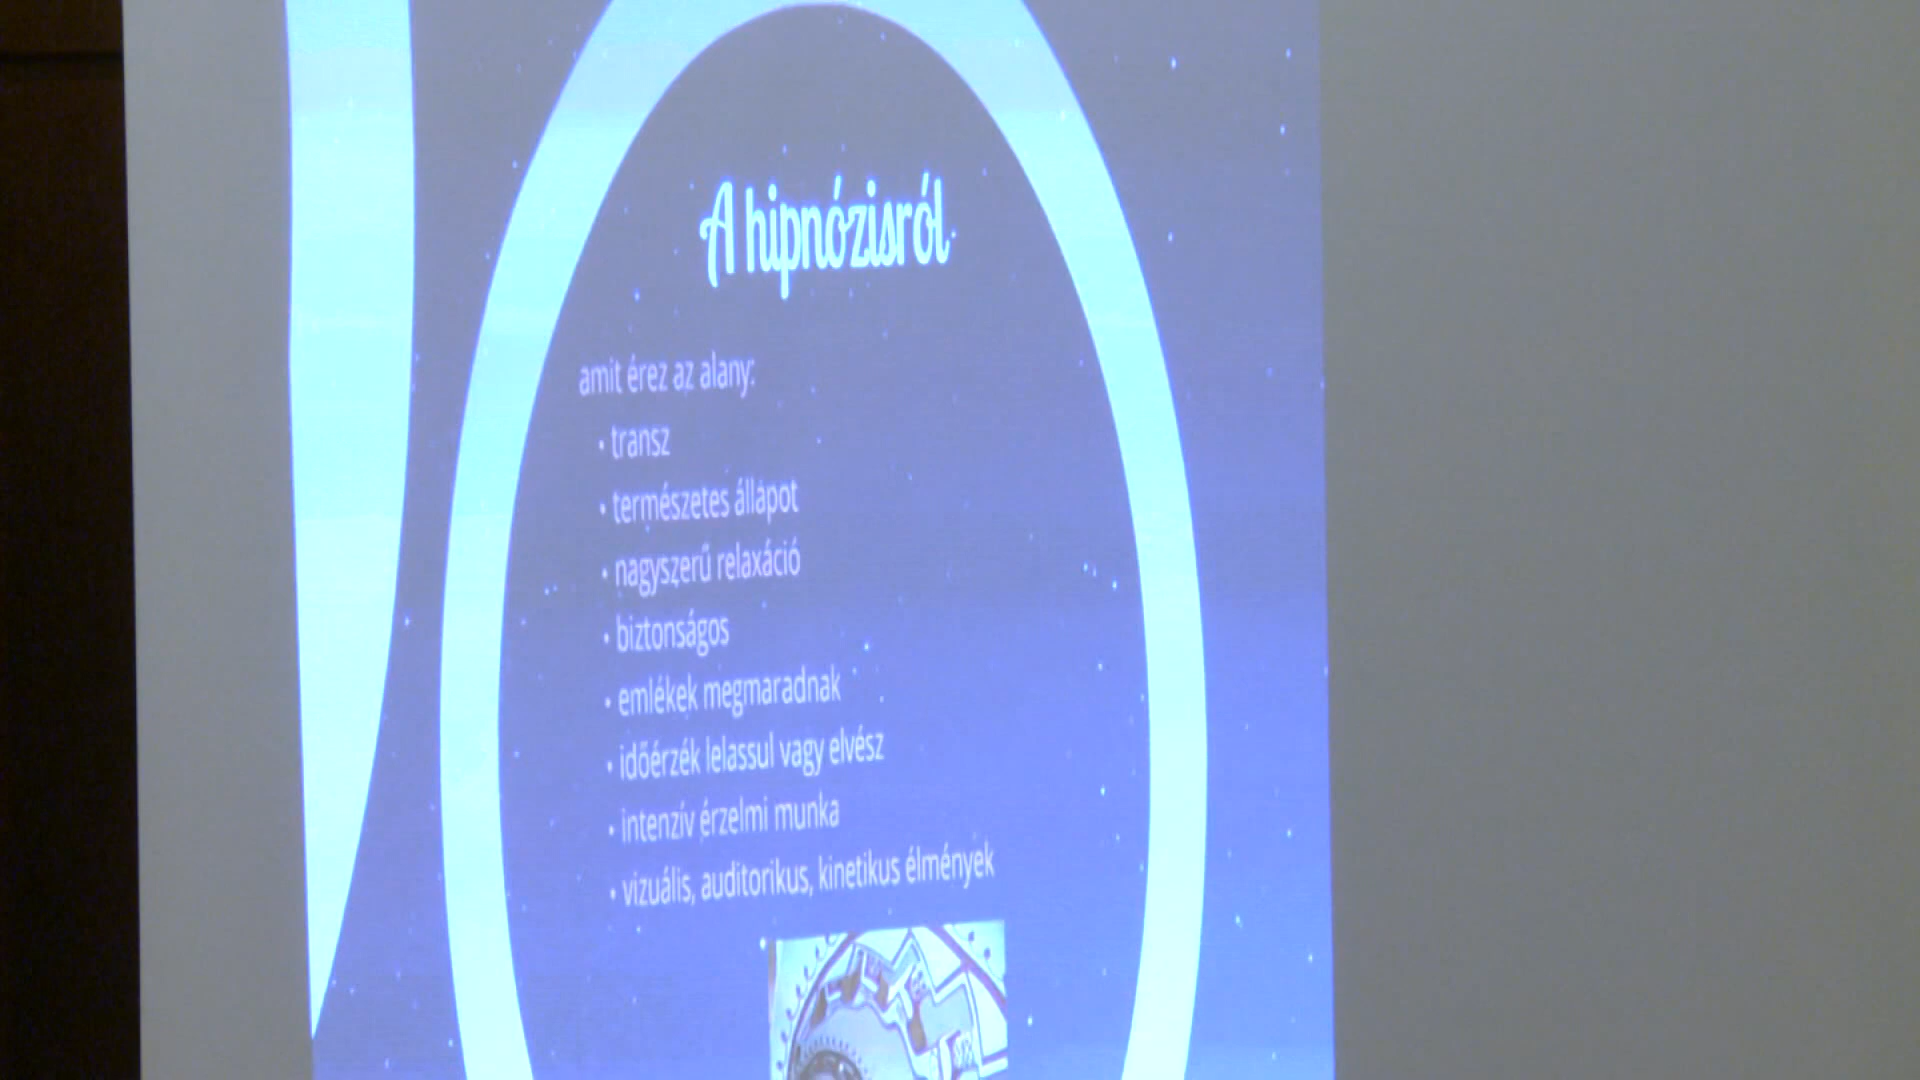 A hipnózisról
amit érez az alany:
• transz
• természetes állapot
• nagyszerű relaxáció
• biztonságos
• emlékek megmaradnak
• időérzék lelassul vagy elvész
• intenzív érzelmi munka
• vizuális, auditorikus, kinetikus élmények